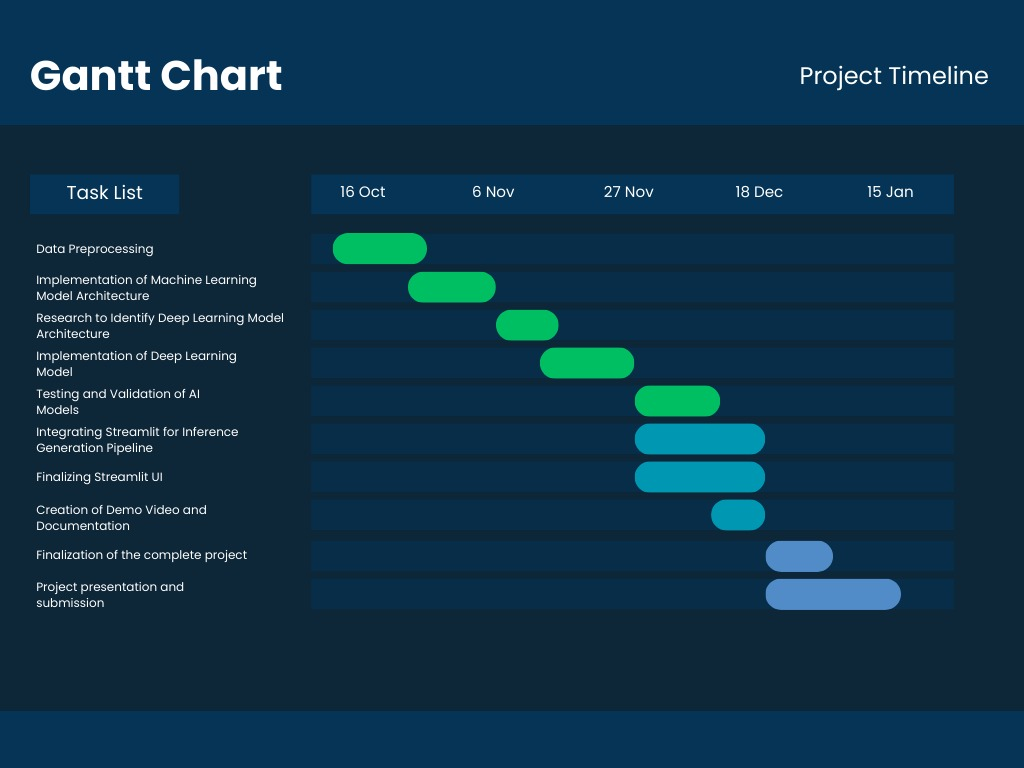 Gantt Chart
Project Timeline
Task List
16 Oct
6 Nov
27 Nov
18 Dec
15 Jan
Data Preprocessing
Implementation of Machine Learning
Model Architecture
Research to Identify Deep Learning Model
Architecture
Implementation of Deep Learning
Model
Testing and Validation of AI
Models
Integrating Streamlit for Inference
Generation Pipeline
Finalizing Streamlit UI
Creation of Demo Video and
Documentation
Finalization of the complete project
Project presentation and
submission